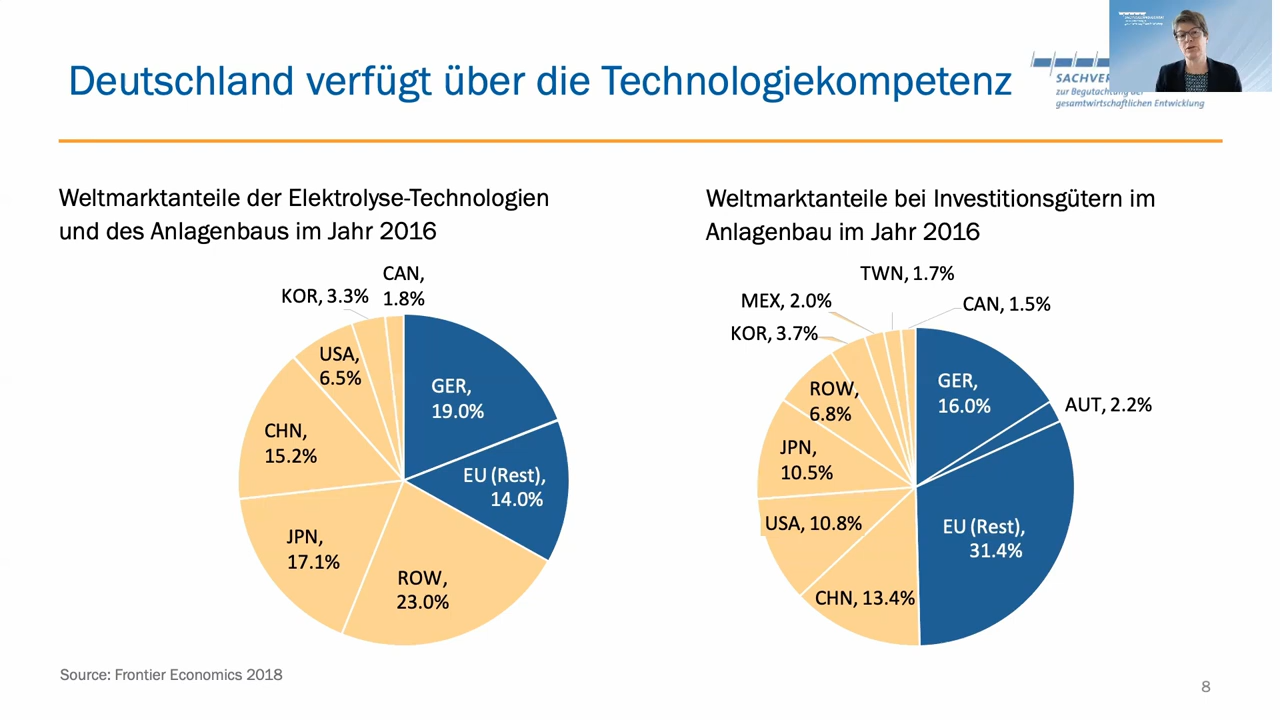 Deutschland verfügt über die Technologiekompetenz
zur Begutachtung der
gesamtwirtschaftlichen Entwicklung
Weltmarktanteile der Elektrolyse-Technologien
und des Anlagenbaus im Jahr 2016
CAN,
1.8%
KOR, 3.3%
USA,
6.5%
GER,
19.0%
CHN,
15.2%
EU (Rest),
14.0%
JPN,
17.1%
ROW,
23.0%
Weltmarktanteile bei Investitionsgütern im
Anlagenbau im Jahr 2016
TWN, 1.7%
MEX, 2.0%
CAN, 1.5%
KOR, 3.7%
ROW,
6.8%
GER,
16.0%
AUT, 2.2%
JPN,
10.5%
USA, 10.8%
EU (Rest),
31.4%
CHN, 13.4%
Source: Frontier Economics 2018
8